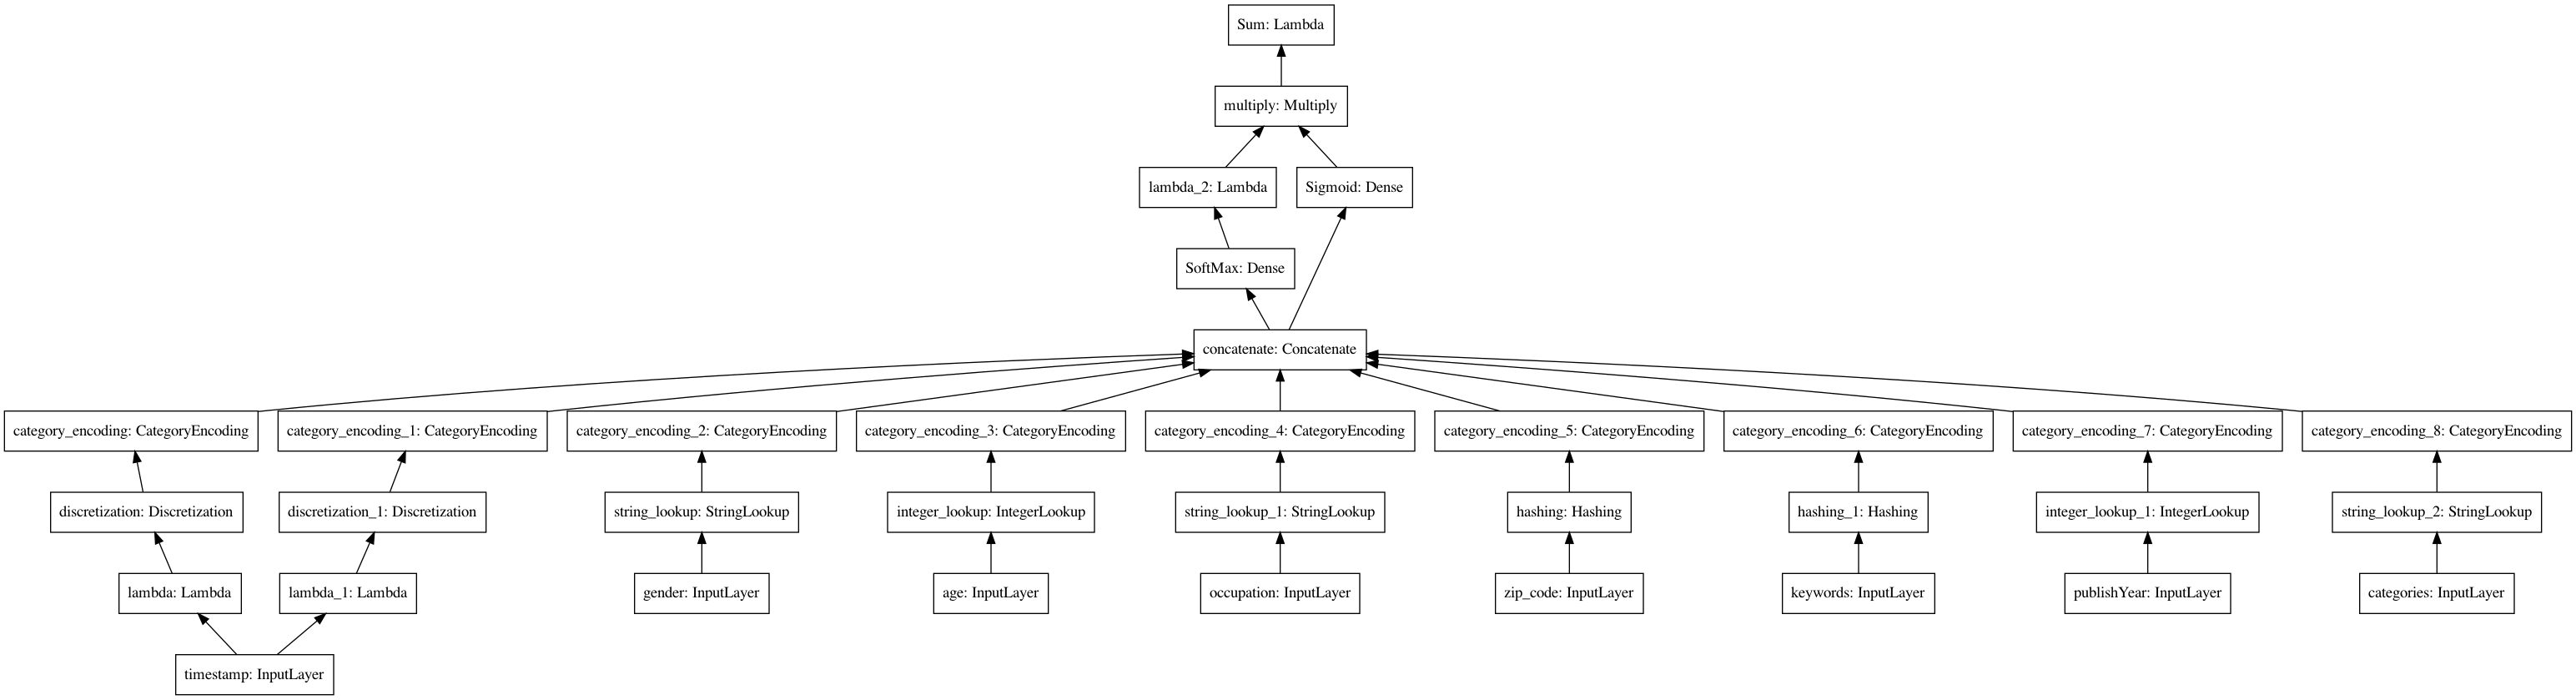 Sum: Lambda
multiply: Multiply
lambda_2: Lambda
Sigmoid: Dense
SoftMax: Dense
concatenate: Concatenate
category_encoding: CategoryEncoding
category_encoding_1: CategoryEncoding
category_encoding_2: CategoryEncoding
category_encoding_3: CategoryEncoding
category_encoding_4: CategoryEncoding
category_encoding_5: CategoryEncoding
category_encoding_6: CategoryEncoding
category_encoding_7: CategoryEncoding
category_encoding_8: CategoryEncoding
discretization: Discretization
discretization_1: Discretization
string_lookup: StringLookup
integer_lookup: IntegerLookup
string_lookup_1: StringLookup
hashing: Hashing
hashing_1: Hashing
integer_lookup_1: IntegerLookup
string_lookup_2: StringLookup
lambda: Lambda
lambda_1: Lambda
gender: InputLayer
age: InputLayer
occupation: InputLayer
zip_code: InputLayer
keywords: InputLayer
publishYear: InputLayer
categories: InputLayer
timestamp: InputLayer